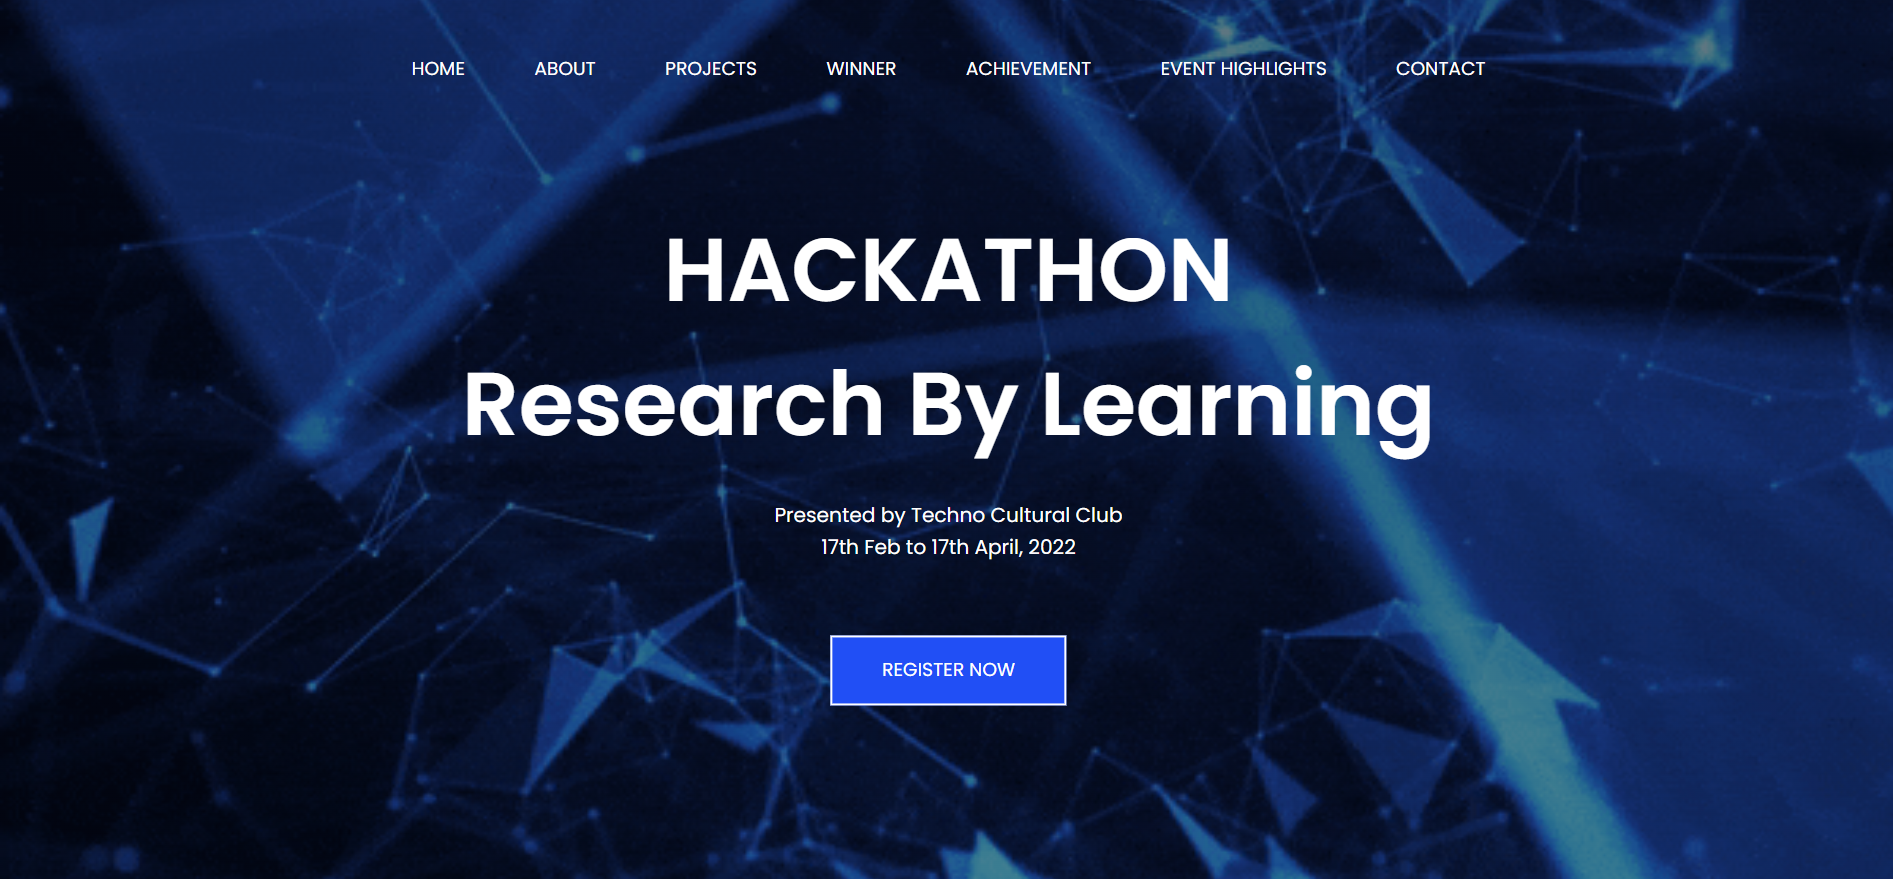 HOME ABOUT PROJECTS WINNER ACHIEVEMENT EVENT HIGHLIGHTS CONTACT
HACKATHON
Research By Learning
Presented by Techno Cultural Club
17th Feb to 17th April, 2022
REGISTER NOW